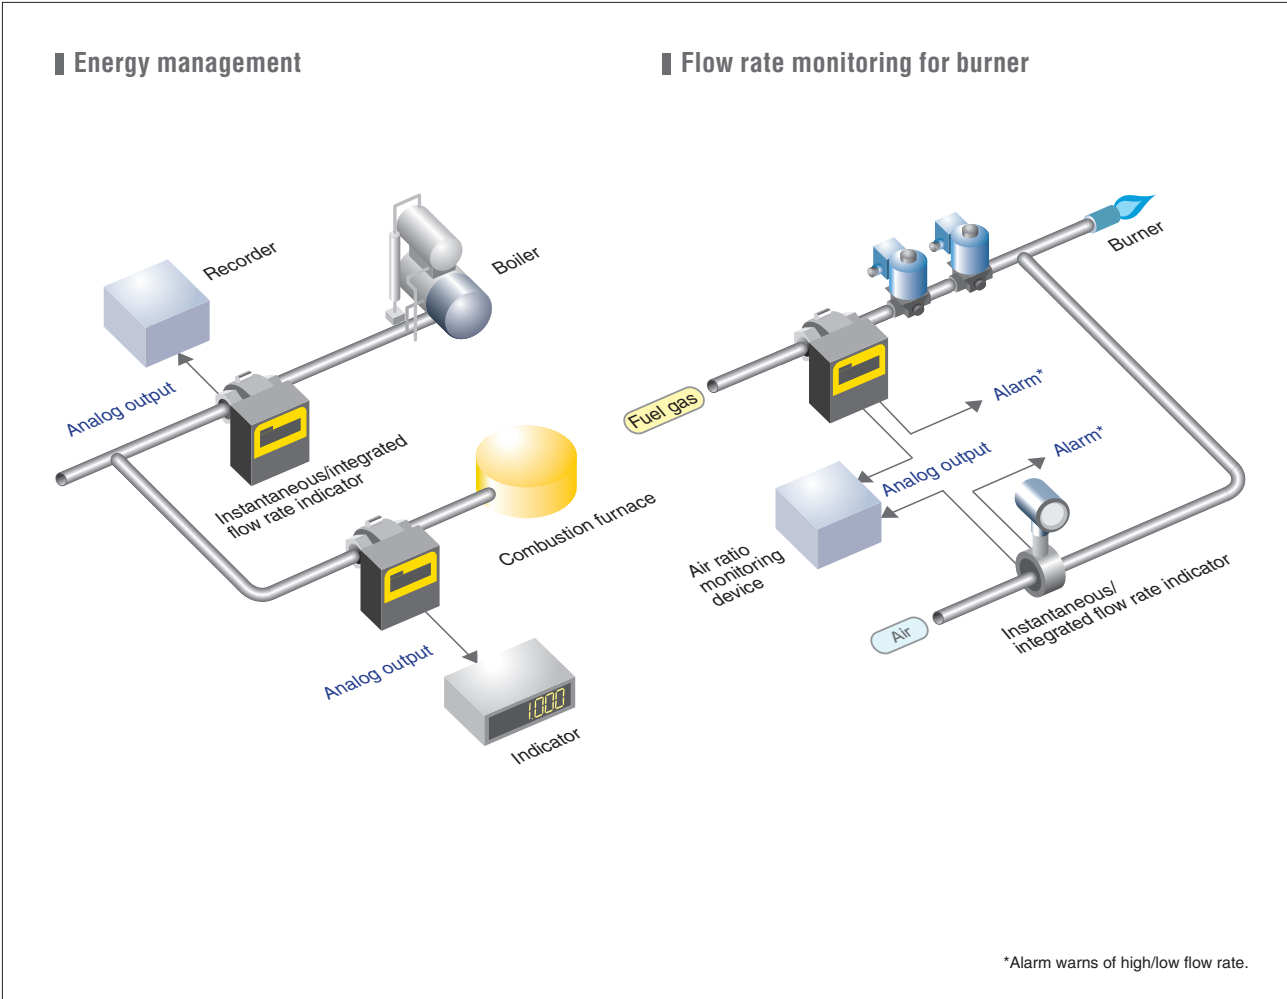 Energy management
Recorder
Boiler
Analog output
Instantaneous/integrated
flow rate indicator
Combustion furnace
Analog output
1.000
Indicator
Flow rate monitoring for burner
Burner
Fuel gas
Alarm*
Analog output
Alarm*
Air ratio
monitoring
device
Air
Instantaneous/
integrated flow rate indicator
*Alarm warns of high/low flow rate.